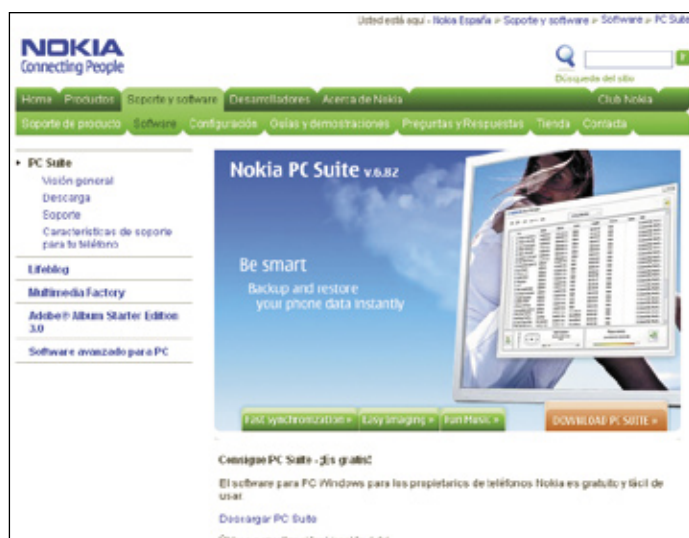 Usted está aquí - Nokia España » Soporte y software » Software » PC Suite
NOKIA
Connecting People
Búsqueda del sitio
Home Productos Soporte y software Desarrolladores Acerca de Nokia Club Nokia
Soporte de producto Software Configuración Guías y demostraciones Preguntas y Respuestas Tienda Contacta
PC Suite
Visión general
Descarga
Soporte
Características de soporte
para tu teléfono
Lifeblog
Multimedia Factory
Adobe® Album Starter Edition
3.0
Software avanzado para PC
Nokia PC Suite v.6.82
Be smart
Backup and restore
your phone data instantly
Fast Synchronization » Easy Imaging » Fun Music » DOWNLOAD PC SUITE »
Consigue PC Suite - ¡Es gratis!
El software para PC Windows para los propietarios de teléfonos Nokia es gratuito y fácil de
usar.
Descargar PC Suite